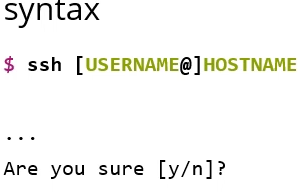 syntax
$ ssh [USERNAME@]HOSTNAME
...
Are you sure [y/n]?